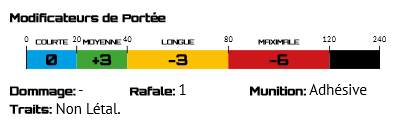 Modificateurs de Portée
0 COURTE 20 MOYENNE 40 LONGUE 80 MAXIMALE 120 240
0 +3 -3 -6
Dommage: - Rafale: 1 Munition: Adhésive
Traits: Non Létal.